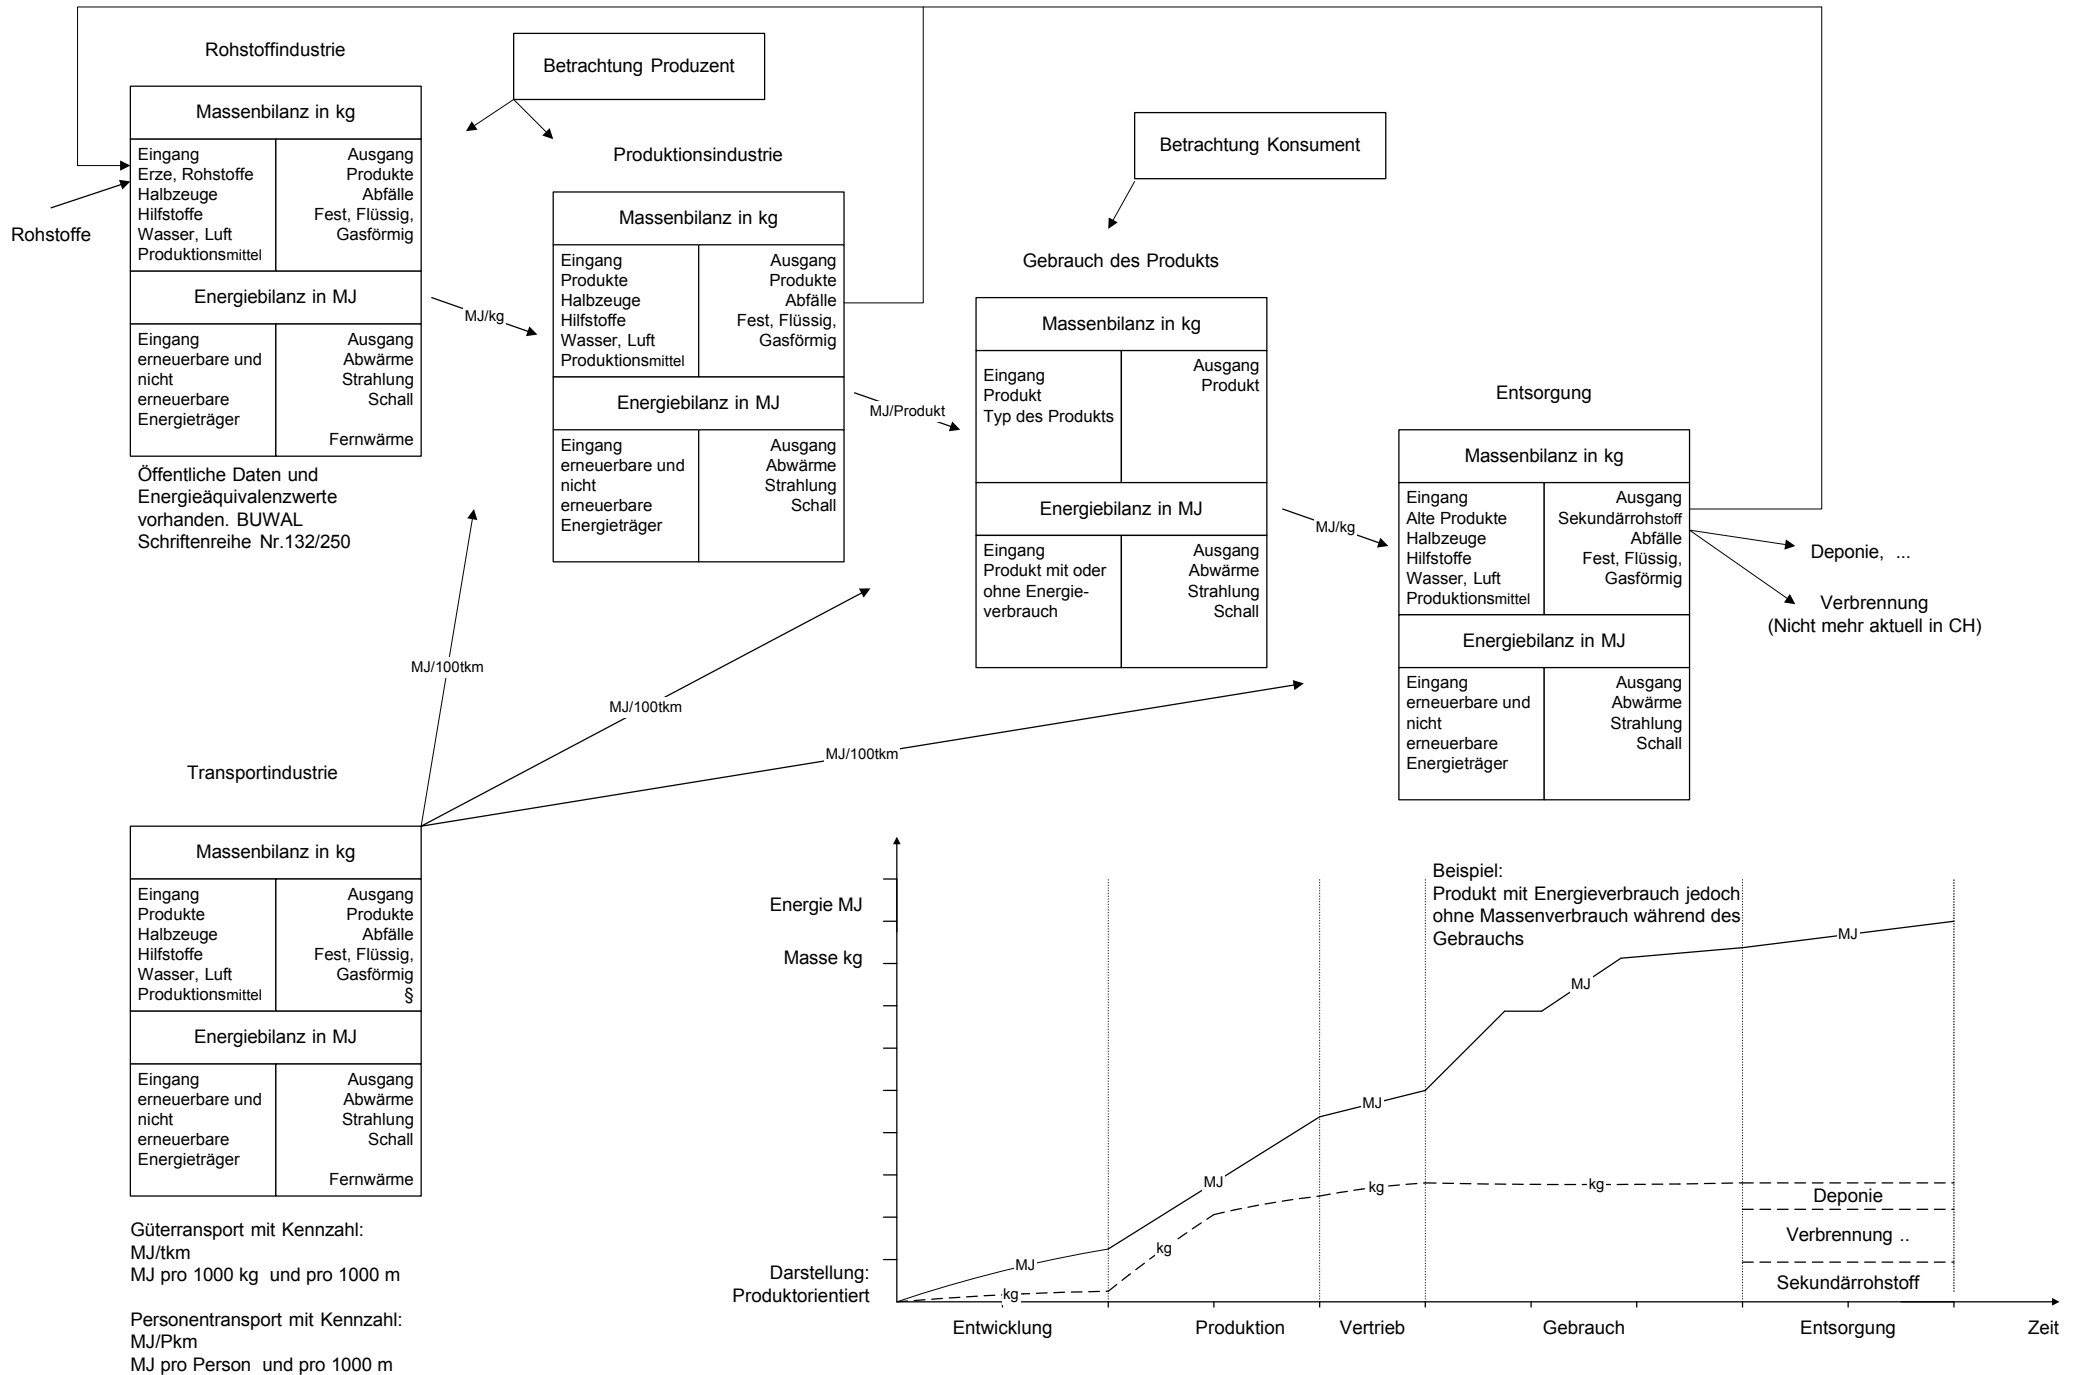 Rohstoffindustrie
Betrachtung Produzent
Massenbilanz in kg
Eingang
Erze, Rohstoffe
Halbzeuge
Hilfstoffe
Wasser, Luft
Produktionsmittel
Ausgang
Produkte
Abfälle
Fest, Flüssig,
Gasförmig
Rohstoffe
Energiebilanz in MJ
Eingang
erneuerbare und
nicht
erneuerbare
Energieträger
Ausgang
Abwärme
Strahlung
Schall
Fernwärme
Öffentliche Daten und
Energieäquivalenzwerte
vorhanden. BUWAL
Schriftenreihe Nr.132/250
MJ/kg
Produktionsindustrie
Massenbilanz in kg
Eingang
Produkte
Halbzeuge
Hilfstoffe
Wasser, Luft
Produktionsmittel
Ausgang
Produkte
Abfälle
Fest, Flüssig,
Gasförmig
Energiebilanz in MJ
Eingang
erneuerbare und
nicht
erneuerbare
Energieträger
Ausgang
Abwärme
Strahlung
Schall
MJ/Produkt
Betrachtung Konsument
Gebrauch des Produkts
Massenbilanz in kg
Eingang
Produkt
Typ des Produkts
Ausgang
Produkt
Energiebilanz in MJ
Eingang
Produkt mit oder
ohne Energie-
verbrauch
Ausgang
Abwärme
Strahlung
Schall
MJ/kg
Entsorgung
Massenbilanz in kg
Eingang
Alte Produkte
Halbzeuge
Hilfstoffe
Wasser, Luft
Produktionsmittel
Ausgang
Sekundärrohstoff
Abfälle
Fest, Flüssig,
Gasförmig
Energiebilanz in MJ
Eingang
erneuerbare und
nicht
erneuerbare
Energieträger
Ausgang
Abwärme
Strahlung
Schall
Deponie, ...
Verbrennung
(Nicht mehr aktuell in CH)
MJ/100tkm
MJ/100tkm
MJ/100tkm
Transportindustrie
Massenbilanz in kg
Eingang
Produkte
Halbzeuge
Hilfstoffe
Wasser, Luft
Produktionsmittel
Ausgang
Produkte
Abfälle
Fest, Flüssig,
Gasförmig
§
Energiebilanz in MJ
Eingang
erneuerbare und
nicht
erneuerbare
Energieträger
Ausgang
Abwärme
Strahlung
Schall
Fernwärme
Güterransport mit Kennzahl:
MJ/tkm
MJ pro 1000 kg und pro 1000 m
Personentransport mit Kennzahl:
MJ/Pkm
MJ pro Person und pro 1000 m
Energie MJ
Masse kg
Darstellung:
Produktorientiert
Beispiel:
Produkt mit Energieverbrauch jedoch
ohne Massenverbrauch während des
Gebrauchs
MJ
MJ
MJ
MJ
MJ
kg
kg
kg
kg
Deponie
Verbrennung ..
Sekundärrohstoff
Entwicklung
Produktion
Vertrieb
Gebrauch
Entsorgung
Zeit